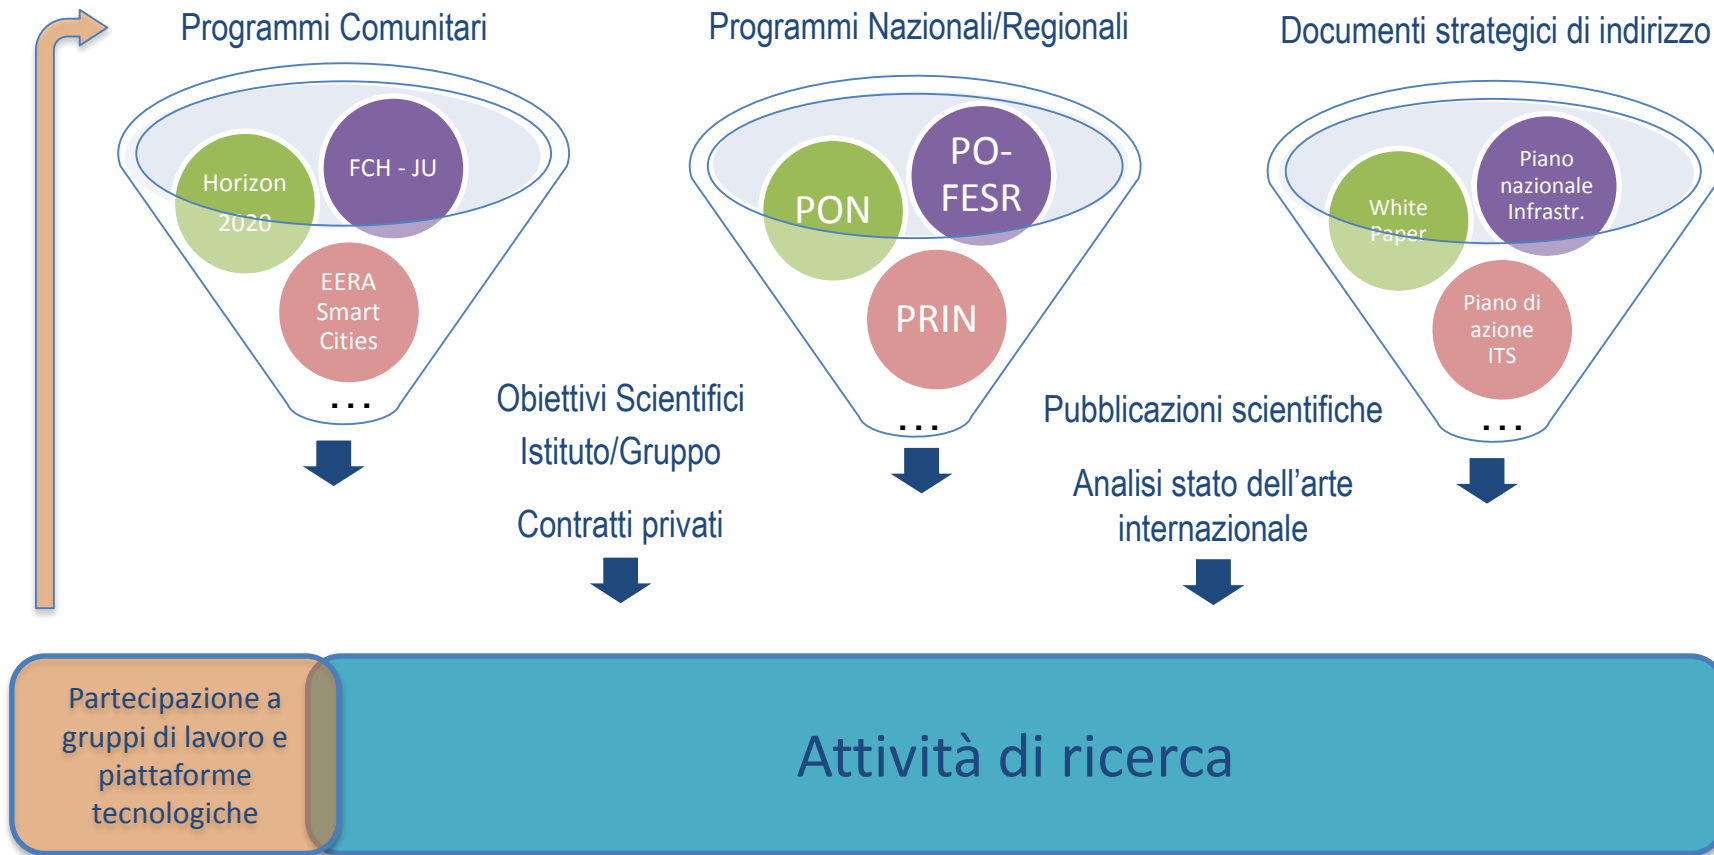 Programmi Comunitari
Programmi Nazionali/Regionali
Documenti strategici di indirizzo
Horizon
2020
FCH - JU
EERA
Smart
Cities
...
PON
PO-
FESR
PRIN
...
White
Paper
Piano
nazionale
Infrastr.
Piano di
azione
ITS
...
Obiettivi Scientifici
Istituto/Gruppo
Contratti privati
Pubblicazioni scientifiche
Analisi stato dell’arte
internazionale
Partecipazione a
gruppi di lavoro e
piattaforme
tecnologiche
Attività di ricerca